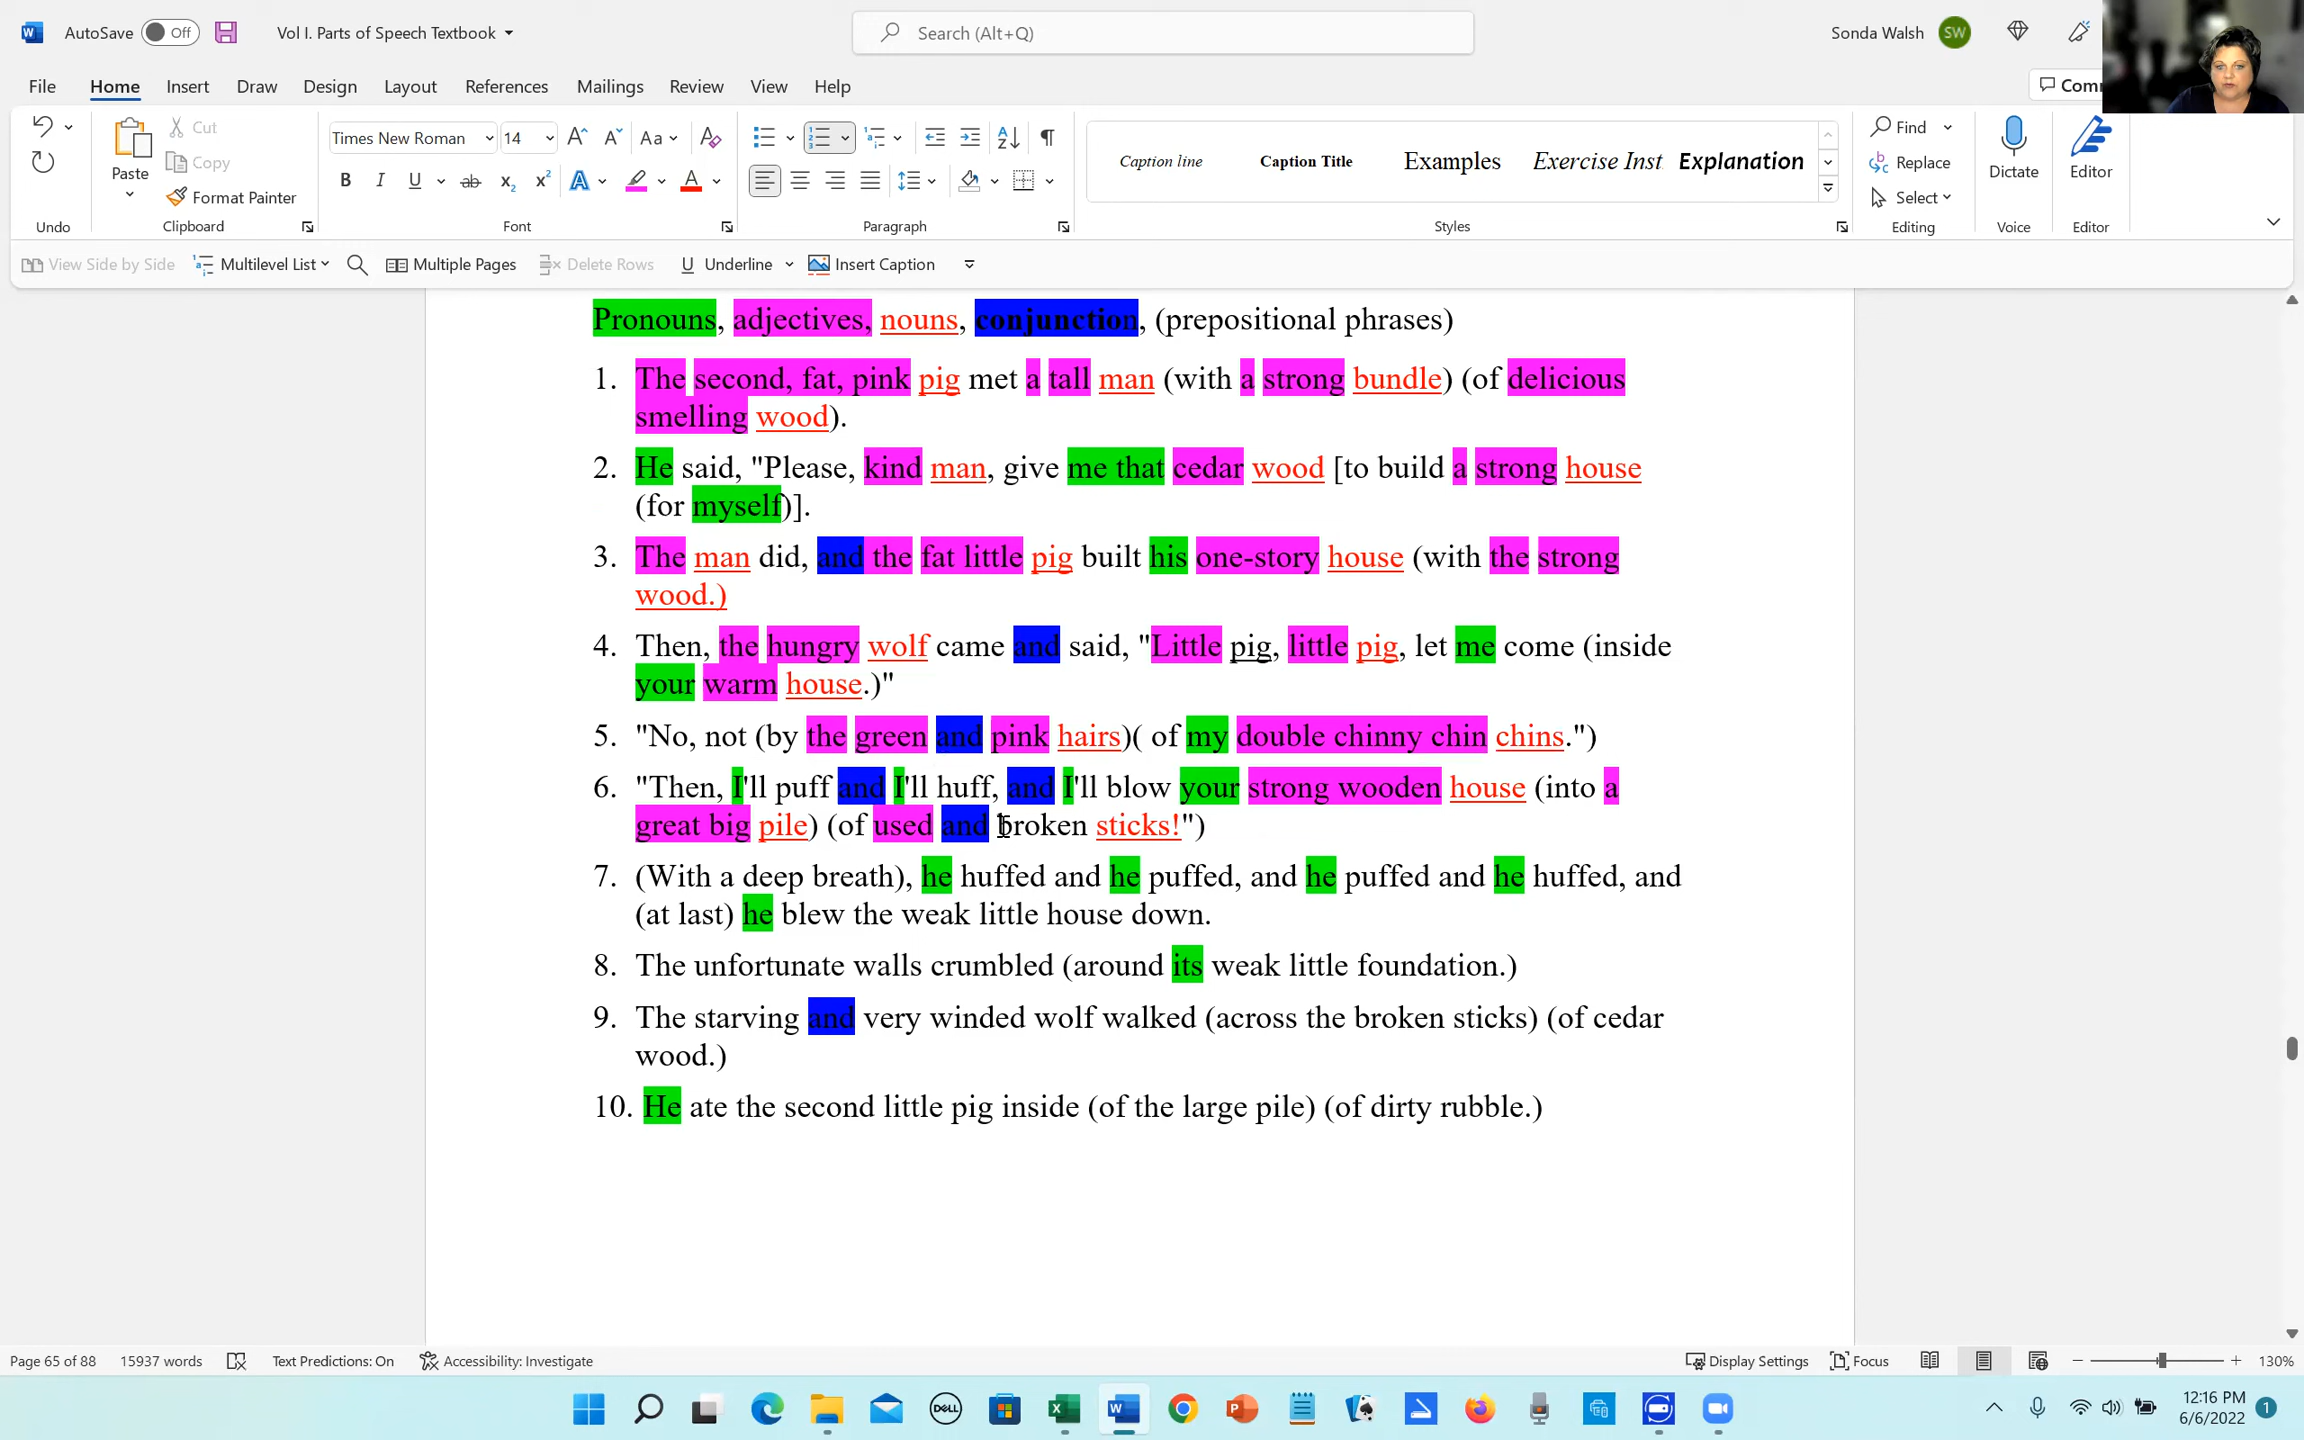 AutoSave Off Vol I. Parts of Speech Textbook Search (Alt+Q) Sonda Walsh SW
File Home Insert Draw Design Layout References Mailings Review View Help
Cut Times New Roman 14 Aa Caption line Caption Title Examples Exercise Inst Explanation Find
Copy Paste Replace Dictate Editor
Format Painter B I U ab x₂ x² A A Select
Undo Clipboard Font Paragraph Styles Editing Voice Editor
View Side by Side Multilevel List Multiple Pages Delete Rows U Underline Insert Caption
Pronouns, adjectives, nouns, conjunction, (prepositional phrases)
1. The second, fat, pink pig met a tall man (with a strong bundle) (of delicious
smelling wood).
2. He said, "Please, kind man, give me that cedar wood [to build a strong house
(for myself)].
3. The man did, and the fat little pig built his one-story house (with the strong
wood.)
4. Then, the hungry wolf came and said, "Little pig, little pig, let me come (inside
your warm house.)"
5. "No, not (by the green and pink hairs)( of my double chinny chin chins.")
6. "Then, I'll puff and I'll huff, and I'll blow your strong wooden house (into a
great big pile) (of used and broken sticks!")
7. (With a deep breath), he huffed and he puffed, and he puffed and he huffed, and
(at last) he blew the weak little house down.
8. The unfortunate walls crumbled (around its weak little foundation.)
9. The starving and very winded wolf walked (across the broken sticks) (of cedar
wood.)
10. He ate the second little pig inside (of the large pile) (of dirty rubble.)
Page 65 of 88 15937 words Text Predictions: On Accessibility: Investigate Display Settings Focus 130%
DELL 12:16 PM
6/6/2022 1